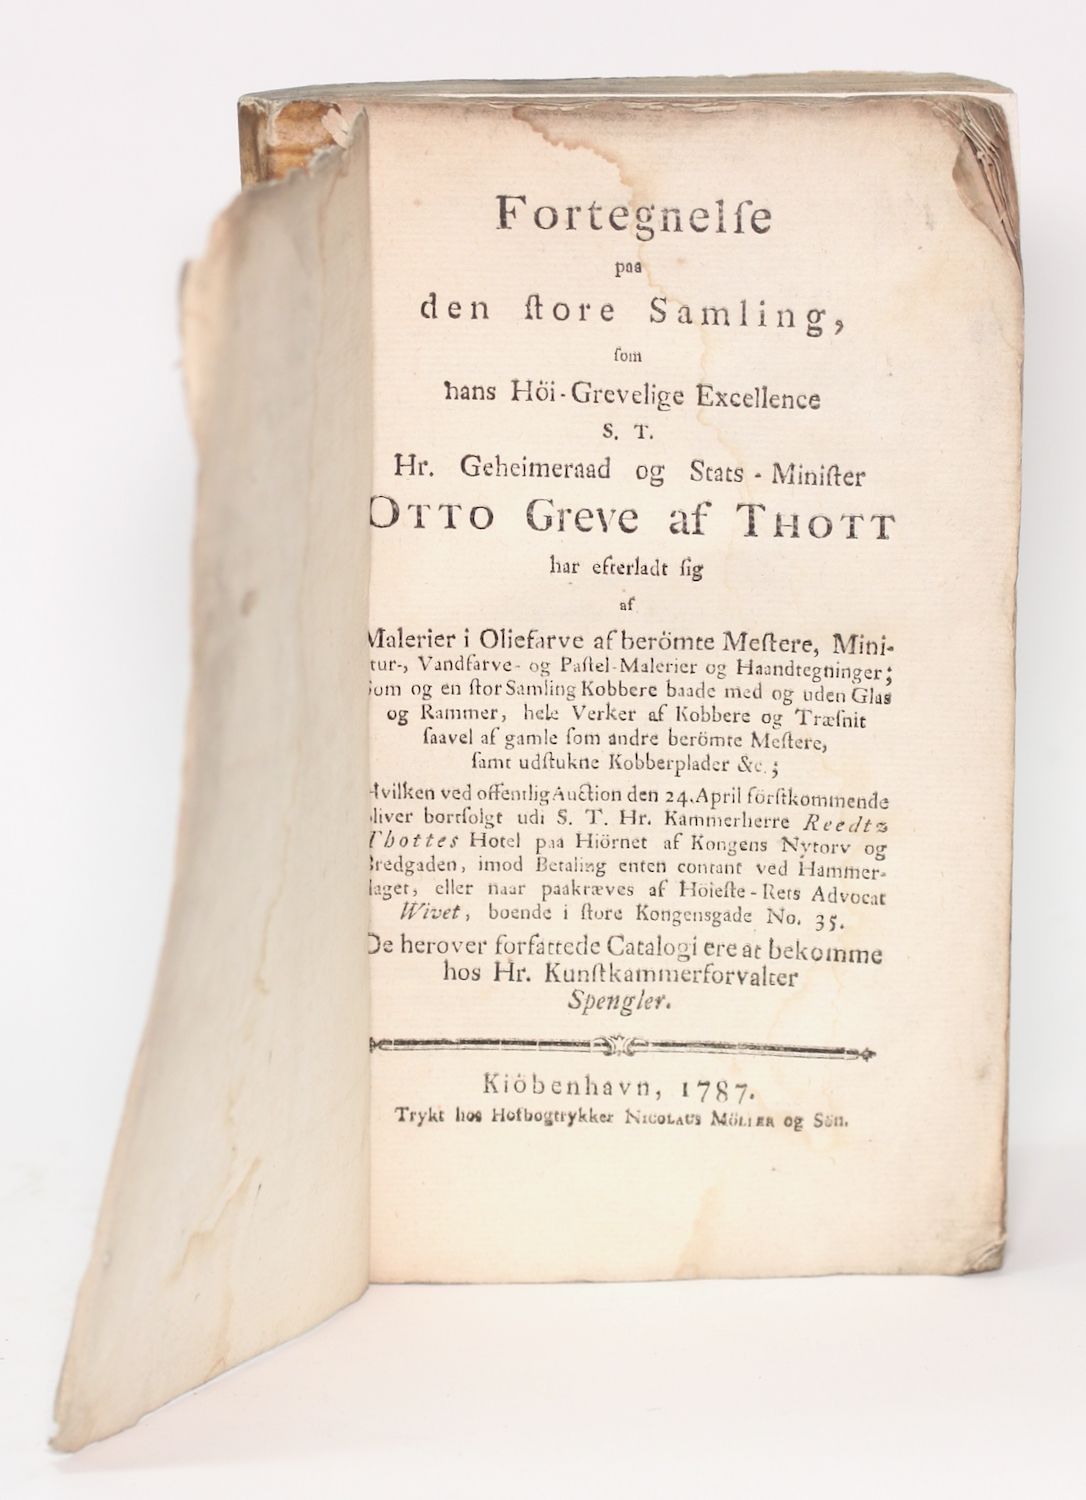 Fortegnelſe
paa
den ſtore Samling,
ſom
hans Höi-Grevelige Excellence
S. T.
Hr. Geheimeraad og Stats-Miniſter
OTTO Greve af THOTT
har efterladt ſig
af
Malerier i Oliefarve af berömte Meſtere, Mini-
tur-, Vandfarve- og Paſtel-Malerier og Haandtegninger;
ſom og en ſtor Samling Kobbere baade med og uden Glas
og Rammer, hele Verker af Kobbere og Træſnit
ſaavel af gamle ſom andre berömte Meſtere,
ſamt udſtukne Kobberplader &c.;
Hvilken ved offentlig Auction den 24. April förſtkommende
bliver bortſolgt udi S. T. Hr. Kammerherre Reedtz
Thottes Hotel paa Hiörnet af Kongens Nytorv og
Bredgaden, imod Betaling enten contant ved Hammer-
ſlaget, eller naar paakræves af Höieſte-Rets Advocat
Wivet, boende i ſtore Kongensgade No. 35.
De herover forfattede Catalogi ere at bekomme
hos Hr. Kunſtkammerforvalter
Spengler.
Kiöbenhavn, 1787.
Trykt hos Hofbogtrykker NICOLAUS MÖLLER og Sön.